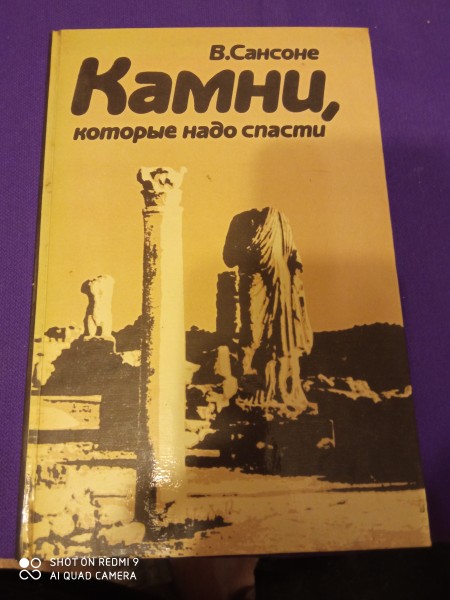 В.Сансоне
Камни,
которые надо спасти
SHOT ON REDMI 9
AI QUAD CAMERA